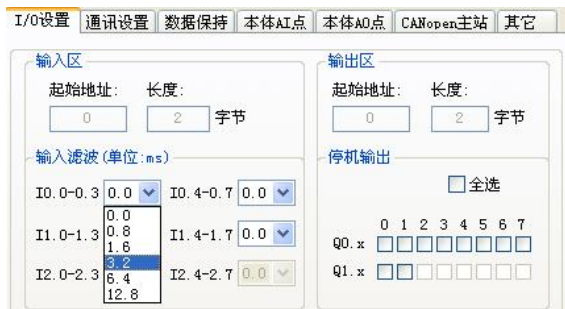 I/O设置 通讯设置 数据保持 本体AI点 本体AO点 CANopen主站 其它
输入区
起始地址: 长度:
0 2 字节
输出区
起始地址: 长度:
0 2 字节
输入滤波(单位:ms)
I0.0-0.3 0.0 I0.4-0.7 0.0
0.0
0.8
1.6
3.2
6.4
12.8
I1.0-1.3 I1.4-1.7 0.0
I2.0-2.3 I2.4-2.7 0.0
停机输出
全选
0 1 2 3 4 5 6 7
Q0.x
Q1.x